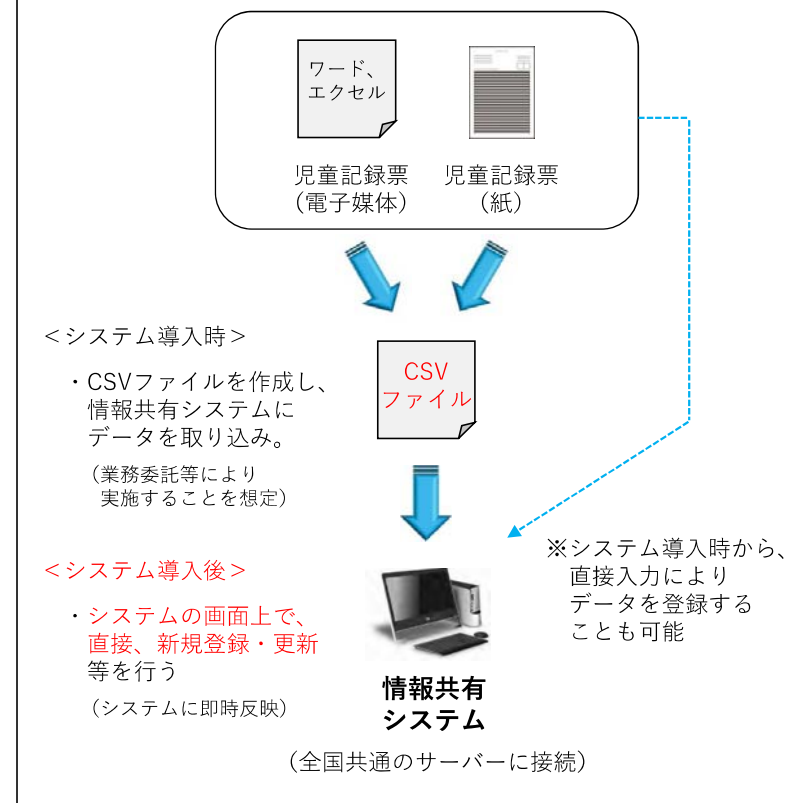 ワード、
エクセル
児童記録票
（電子媒体）
児童記録票
（紙）
＜システム導入時＞
・CSVファイルを作成し、
情報共有システムに
データを取り込み。
（業務委託等により
実施することを想定）
CSV
ファイル
＜システム導入後＞
・システムの画面上で、
直接、新規登録・更新
等を行う
（システムに即時反映）
※システム導入時から、
直接入力により
データを登録する
ことも可能
情報共有
システム
（全国共通のサーバーに接続）